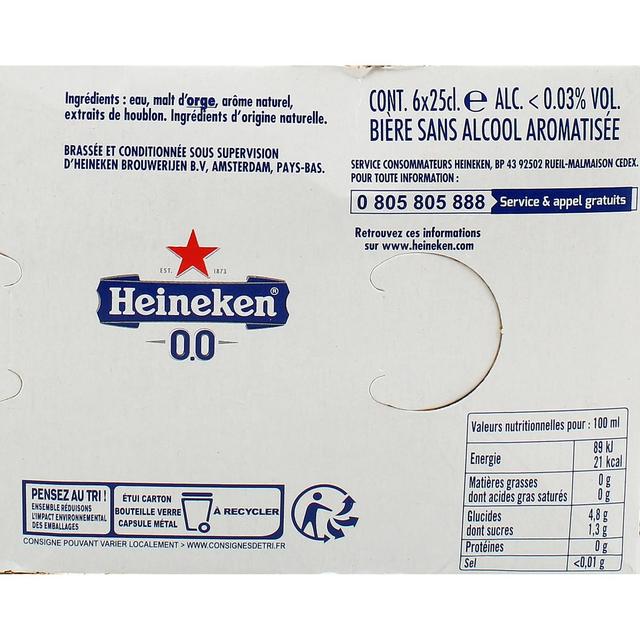 Ingrédients : eau, malt d'orge, arôme naturel,
extraits de houblon. Ingrédients d'origine naturelle.
BRASSÉE ET CONDITIONNÉE SOUS SUPERVISION
D'HEINEKEN BROUWERIJEN B.V, AMSTERDAM, PAYS-BAS.
CONT. 6x25cl. ℮ ALC. < 0.03% VOL.
BIÈRE SANS ALCOOL AROMATISÉE
SERVICE CONSOMMATEURS HEINEKEN, BP 43 92502 RUEIL-MALMAISON CEDEX.
POUR TOUTE INFORMATION :
0 805 805 888 Service & appel gratuits
Retrouvez ces informations
sur www.heineken.com
EST. 1873
Heineken®
0.0
Valeurs nutritionnelles pour : 100 ml
Energie 89 kJ
21 kcal
Matières grasses 0 g
dont acides gras saturés 0 g
Glucides 4,8 g
dont sucres 1,3 g
Protéines 0 g
Sel <0,01 g
PENSEZ AU TRI !
ENSEMBLE RÉDUISONS
L'IMPACT ENVIRONNEMENTAL
DES EMBALLAGES
ÉTUI CARTON
BOUTEILLE VERRE
CAPSULE MÉTAL
À RECYCLER
CONSIGNE POUVANT VARIER LOCALEMENT > WWW.CONSIGNESDETRI.FR